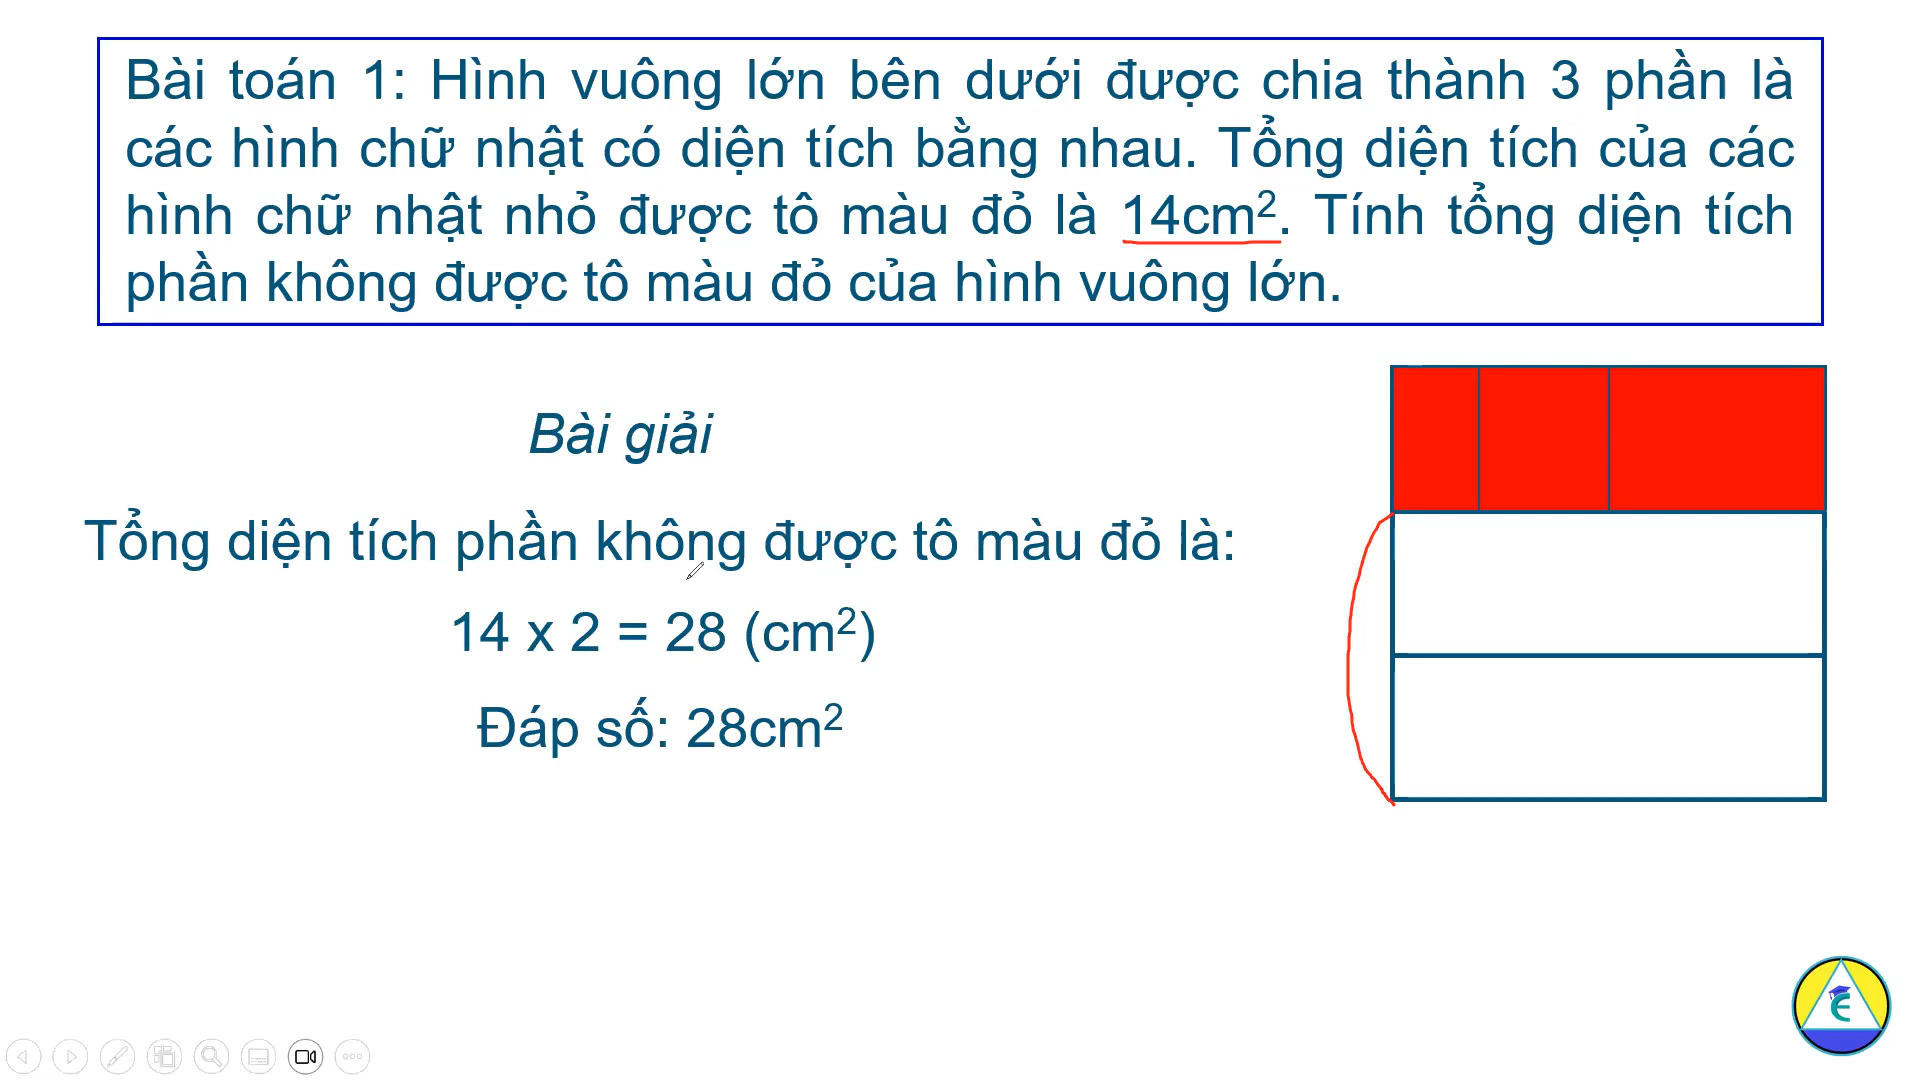 Bài toán 1: Hình vuông lớn bên dưới được chia thành 3 phần là
các hình chữ nhật có diện tích bằng nhau. Tổng diện tích của các
hình chữ nhật nhỏ được tô màu đỏ là 14cm². Tính tổng diện tích
phần không được tô màu đỏ của hình vuông lớn.
Bài giải
Tổng diện tích phần không được tô màu đỏ là:
14 x 2 = 28 (cm²)
Đáp số: 28cm²